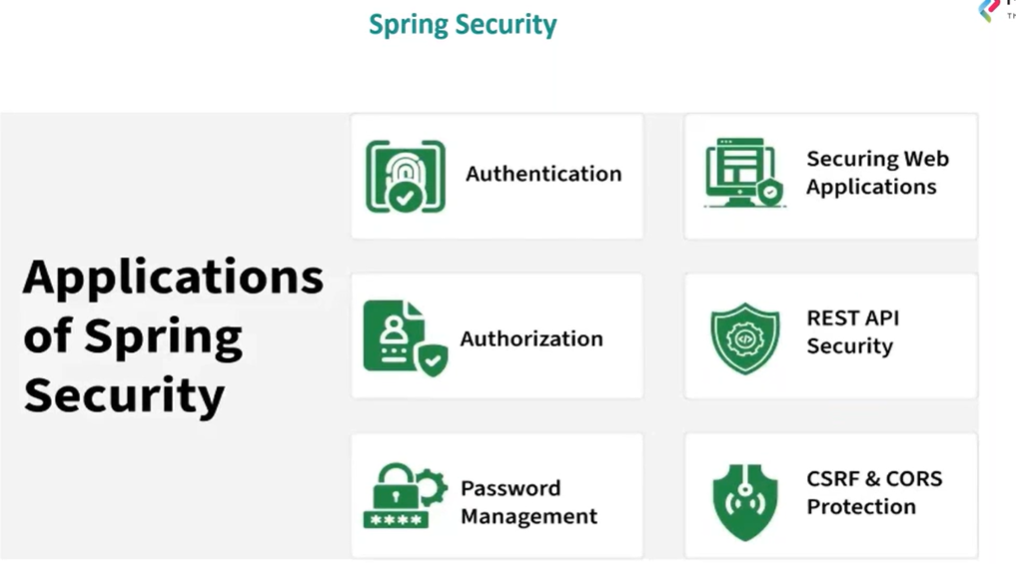 Spring Security
Applications
of Spring
Security
Authentication
Securing Web
Applications
Authorization
REST API
Security
Password
Management
****
CSRF & CORS
Protection